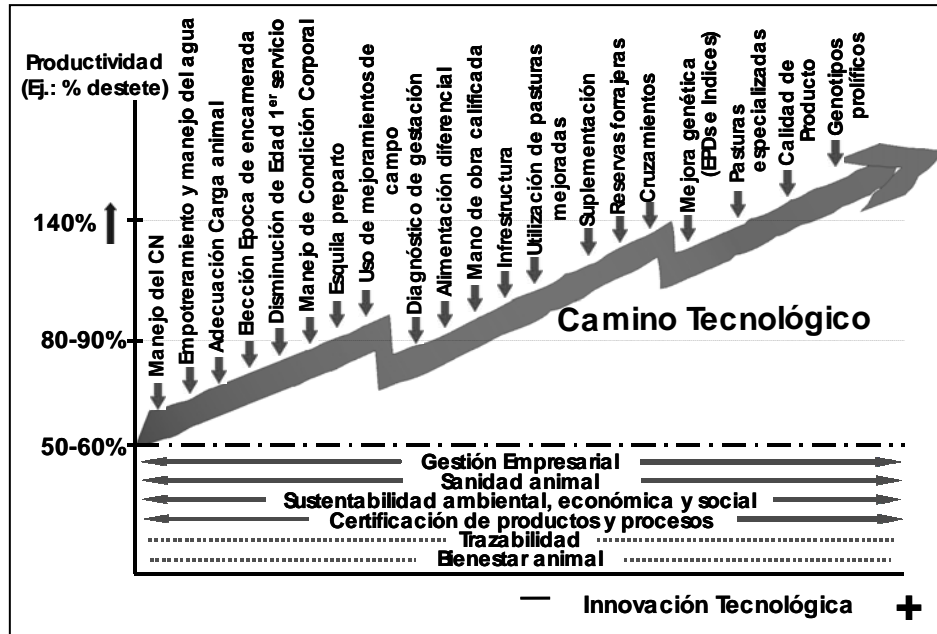 Productividad
(Ej.: % destete)
140%
80-90%
50-60%
Manejo del CN
Empotreramiento y manejo del agua
Adecuación Carga animal
Elección Epoca de encarnerada
Disminución de Edad 1er servicio
Manejo de Condición Corporal
Esquila preparto
Uso de mejoramientos de
campo
Diagnóstico de gestación
Alimentación diferencial
Mano de obra calificada
Infrestructura
Utilización de pasturas
mejoradas
Suplementación
Reservas forrajeras
Cruzamientos
Mejora genética
(EPDs e Indices)
Pasturas
especializadas
Calidad de
Producto
Genotipos
prolíficos
Camino Tecnológico
Gestión Empresarial
Sanidad animal
Sustentabilidad ambiental, económica y social
Certificación de productos y procesos
Trazabilidad
Bienestar animal
— Innovación Tecnológica +